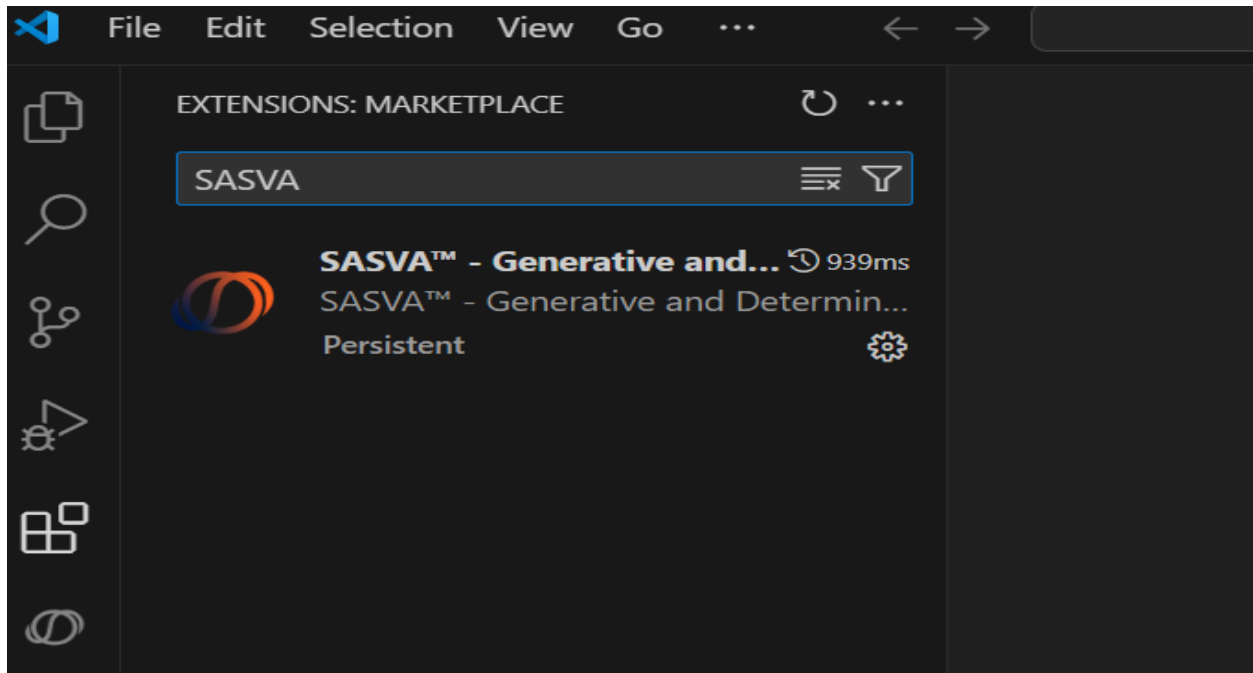 File Edit Selection View Go ...
EXTENSIONS: MARKETPLACE
SASVA
SASVA™ - Generative and... 939ms
SASVA™ - Generative and Determin...
Persistent